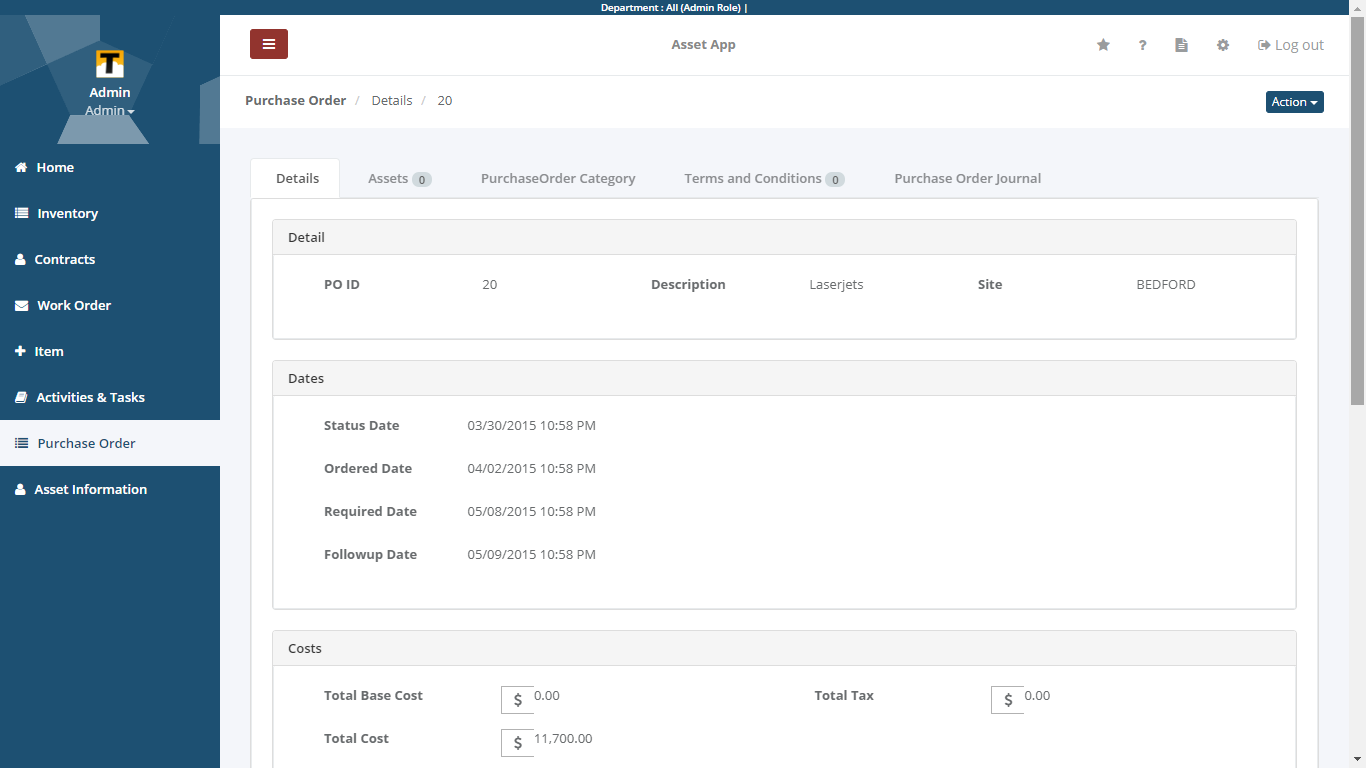 Department : All (Admin Role) |
T
Admin
Admin
Home
Inventory
Contracts
Work Order
Item
Activities & Tasks
Purchase Order
Asset Information
Asset App
? Log out
Purchase Order / Details / 20
Action
Details Assets 0 PurchaseOrder Category Terms and Conditions 0 Purchase Order Journal
Detail
PO ID 20 Description Laserjets Site BEDFORD
Dates
Status Date 03/30/2015 10:58 PM
Ordered Date 04/02/2015 10:58 PM
Required Date 05/08/2015 10:58 PM
Followup Date 05/09/2015 10:58 PM
Costs
Total Base Cost $ 0.00 Total Tax $ 0.00
Total Cost $ 11,700.00